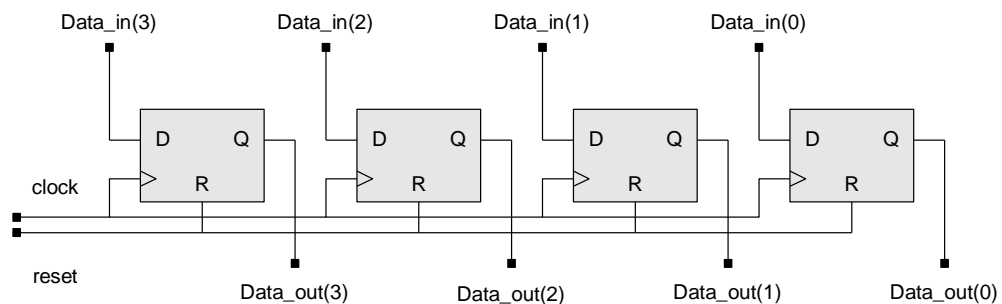 Data_in(3) Data_in(2) Data_in(1) Data_in(0)
D Q D Q D Q D Q
R R R R
clock
reset
Data_out(3) Data_out(2) Data_out(1) Data_out(0)